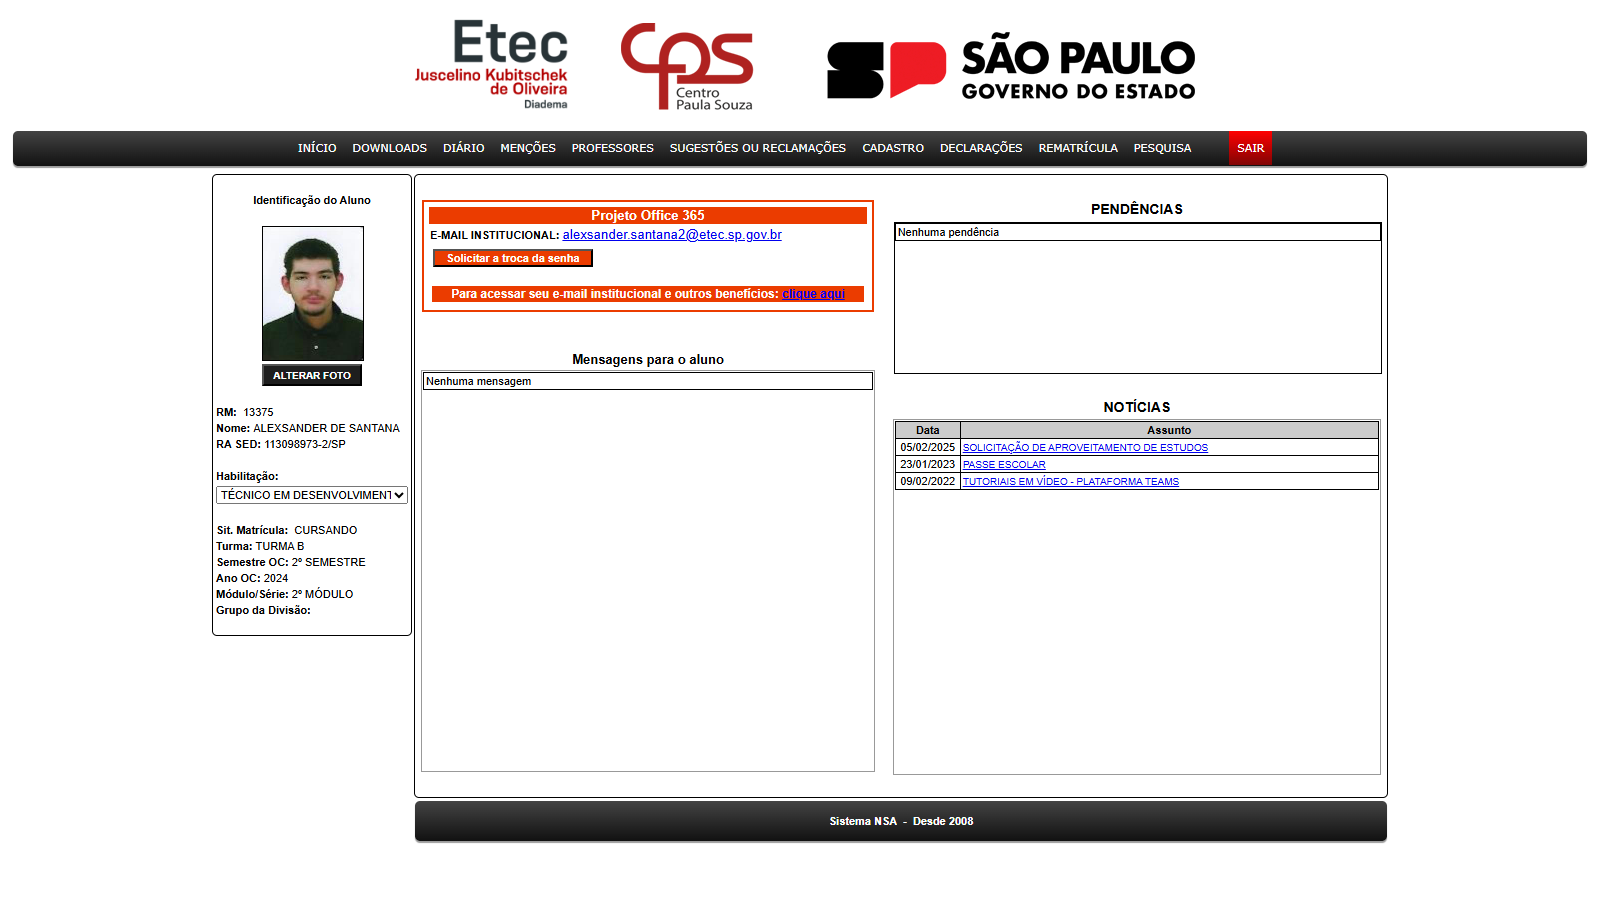 Etec
Juscelino Kubitschek
de Oliveira
Diadema
cps
Centro
Paula Souza
SP
SÃO PAULO
GOVERNO DO ESTADO
INÍCIO DOWNLOADS DIÁRIO MENÇÕES PROFESSORES SUGESTÕES OU RECLAMAÇÕES CADASTRO DECLARAÇÕES REMATRÍCULA PESQUISA SAIR
Identificação do Aluno
ALTERAR FOTO
RM: 13375
Nome: ALEXSANDER DE SANTANA
RA SED: 113098973-2/SP
Habilitação:
TÉCNICO EM DESENVOLVIMENT
Sit. Matrícula: CURSANDO
Turma: TURMA B
Semestre OC: 2º SEMESTRE
Ano OC: 2024
Módulo/Série: 2º MÓDULO
Grupo da Divisão:
Projeto Office 365
E-MAIL INSTITUCIONAL: alexsander.santana2@etec.sp.gov.br
Solicitar a troca da senha
Para acessar seu e-mail institucional e outros benefícios: clique aqui
Mensagens para o aluno
Nenhuma mensagem
PENDÊNCIAS
Nenhuma pendência
NOTÍCIAS
Data Assunto
05/02/2025 SOLICITAÇÃO DE APROVEITAMENTO DE ESTUDOS
23/01/2023 PASSE ESCOLAR
09/02/2022 TUTORIAIS EM VÍDEO - PLATAFORMA TEAMS
Sistema NSA - Desde 2008